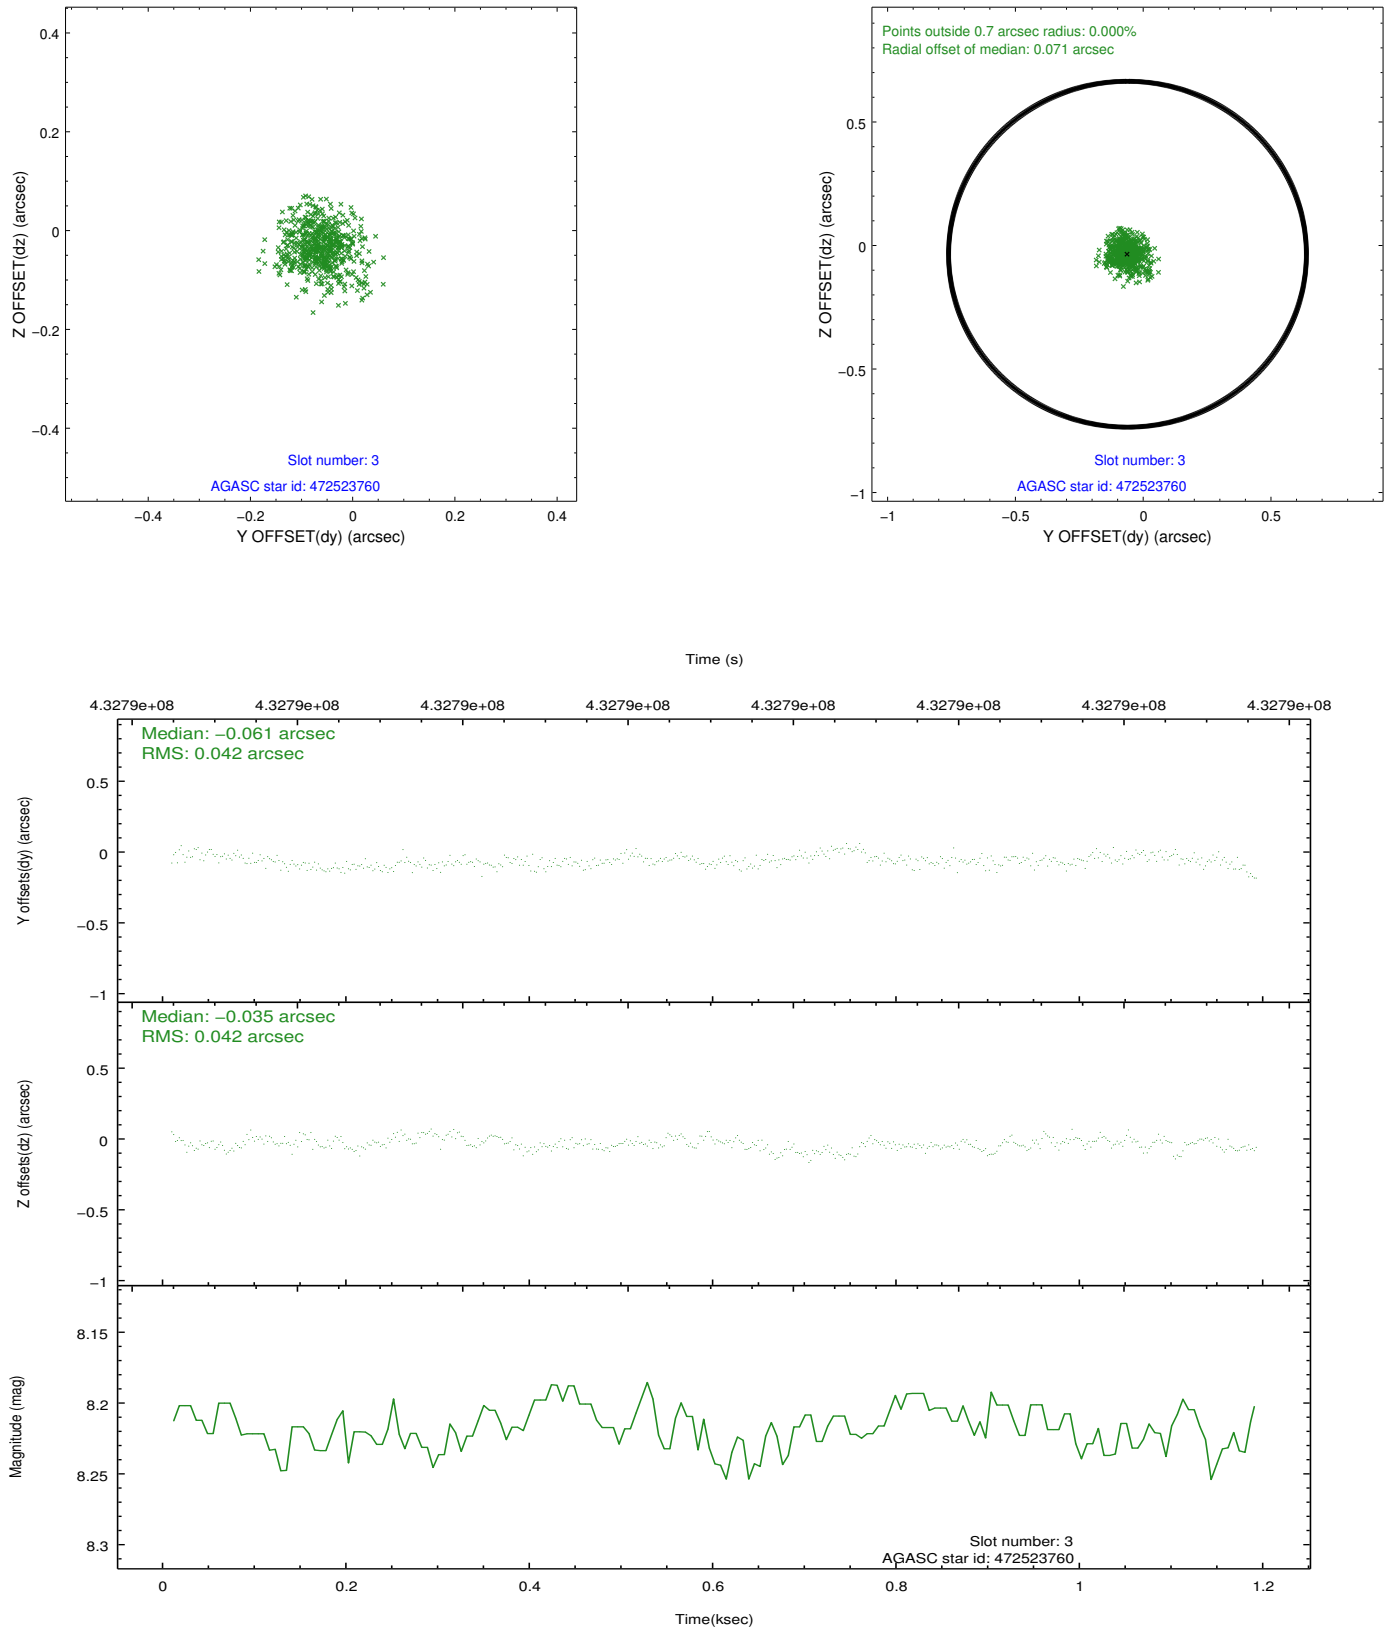 0.4
0.2
0
−0.2
−0.4
Z OFFSET(dz) (arcsec)
Slot number: 3
AGASC star id: 472523760
−0.4
−0.2
0
0.2
0.4
Y OFFSET(dy) (arcsec)
Points outside 0.7 arcsec radius: 0.000%
Radial offset of median: 0.071 arcsec
0.5
0
−0.5
−1
Z OFFSET(dz) (arcsec)
Slot number: 3
AGASC star id: 472523760
−1
−0.5
0
0.5
Y OFFSET(dy) (arcsec)
Time (s)
4.3279e+08 4.3279e+08 4.3279e+08 4.3279e+08 4.3279e+08 4.3279e+08 4.3279e+08 4.3279e+08
Median: −0.061 arcsec
RMS: 0.042 arcsec
0.5
0
−0.5
−1
Y offsets(dy) (arcsec)
Median: −0.035 arcsec
RMS: 0.042 arcsec
0.5
0
−0.5
−1
Z offsets(dz) (arcsec)
8.15
8.2
8.25
8.3
Magnitude (mag)
Slot number: 3
AGASC star id: 472523760
0 0.2 0.4 0.6 0.8 1 1.2
Time(ksec)